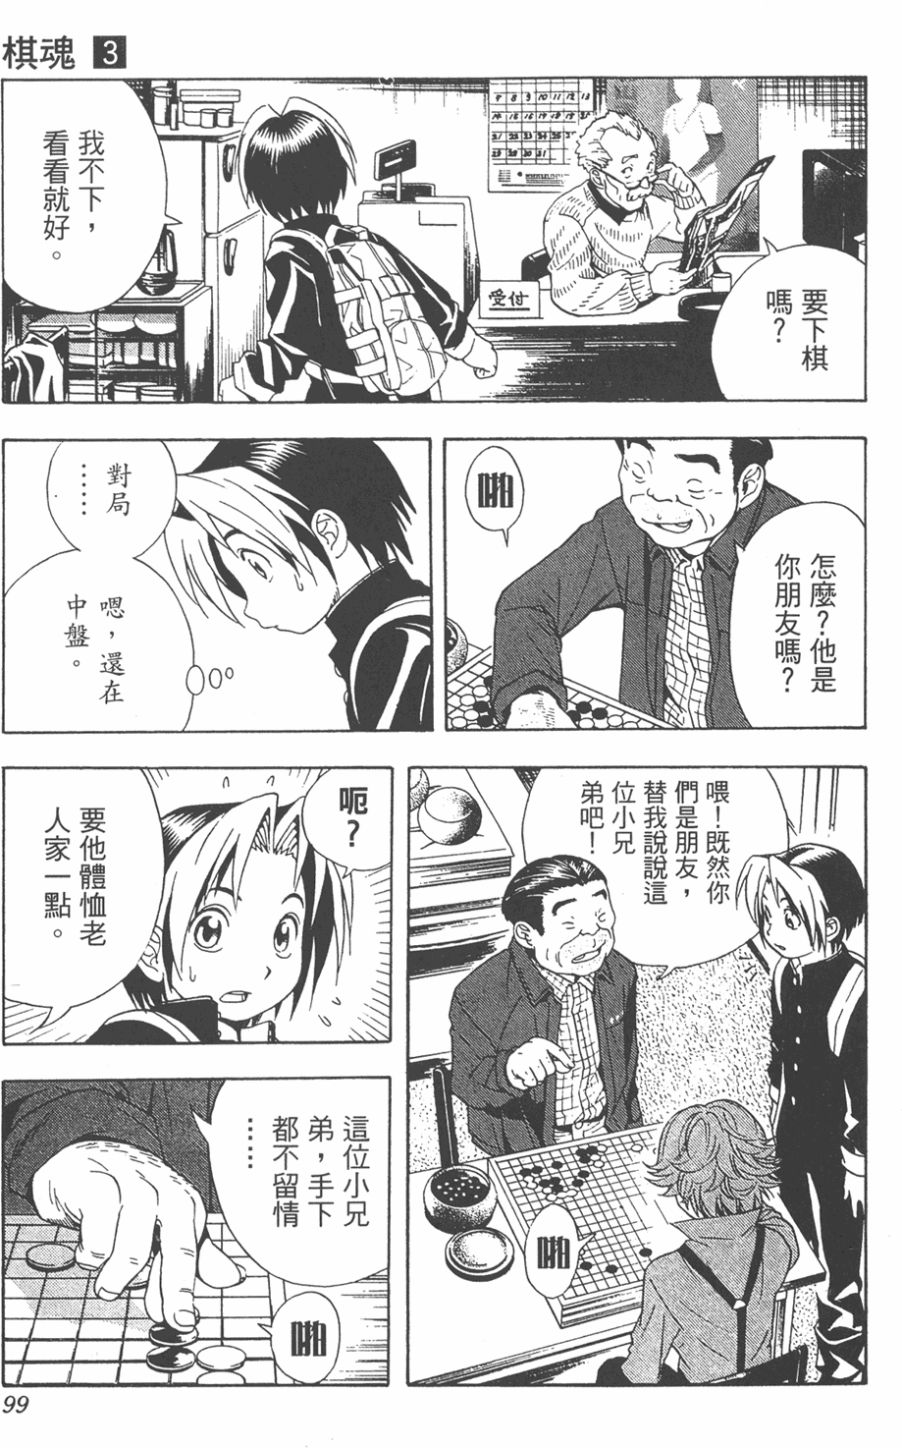 棋魂 3
要下棋
嗎？
受付
我不下，
看看就好。
怎麼？他是
你朋友嗎？
啪
對局
……
嗯，還在
中盤。
喂！既然你
們是朋友，
替我說說這
位小兄
弟吧！
啪
呃？
要他體恤老
人家一點。
這位小兄
弟，手下
都不留情
……
啪
99